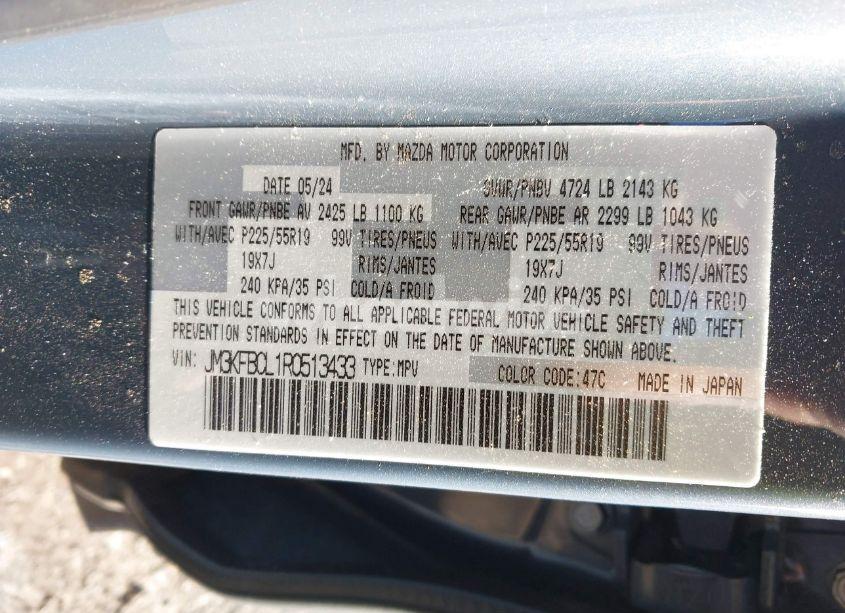 MFD. BY MAZDA MOTOR CORPORATION
DATE 05/24 GVWR/PNBV 4724 LB 2143 KG
FRONT GAWR/PNBE AV 2425 LB 1100 KG REAR GAWR/PNBE AR 2299 LB 1043 KG
WITH/AVEC P225/55R19 99V TIRES/PNEUS WITH/AVEC P225/55R19 99V TIRES/PNEUS
19X7J RIMS/JANTES 19X7J RIMS/JANTES
240 KPA/35 PSI COLD/A FROID 240 KPA/35 PSI COLD/A FROID
THIS VEHICLE CONFORMS TO ALL APPLICABLE FEDERAL MOTOR VEHICLE SAFETY AND THEFT
PREVENTION STANDARDS IN EFFECT ON THE DATE OF MANUFACTURE SHOWN ABOVE.
VIN: JM3KFBCL1R0513433 TYPE:MPV COLOR CODE:47C MADE IN JAPAN